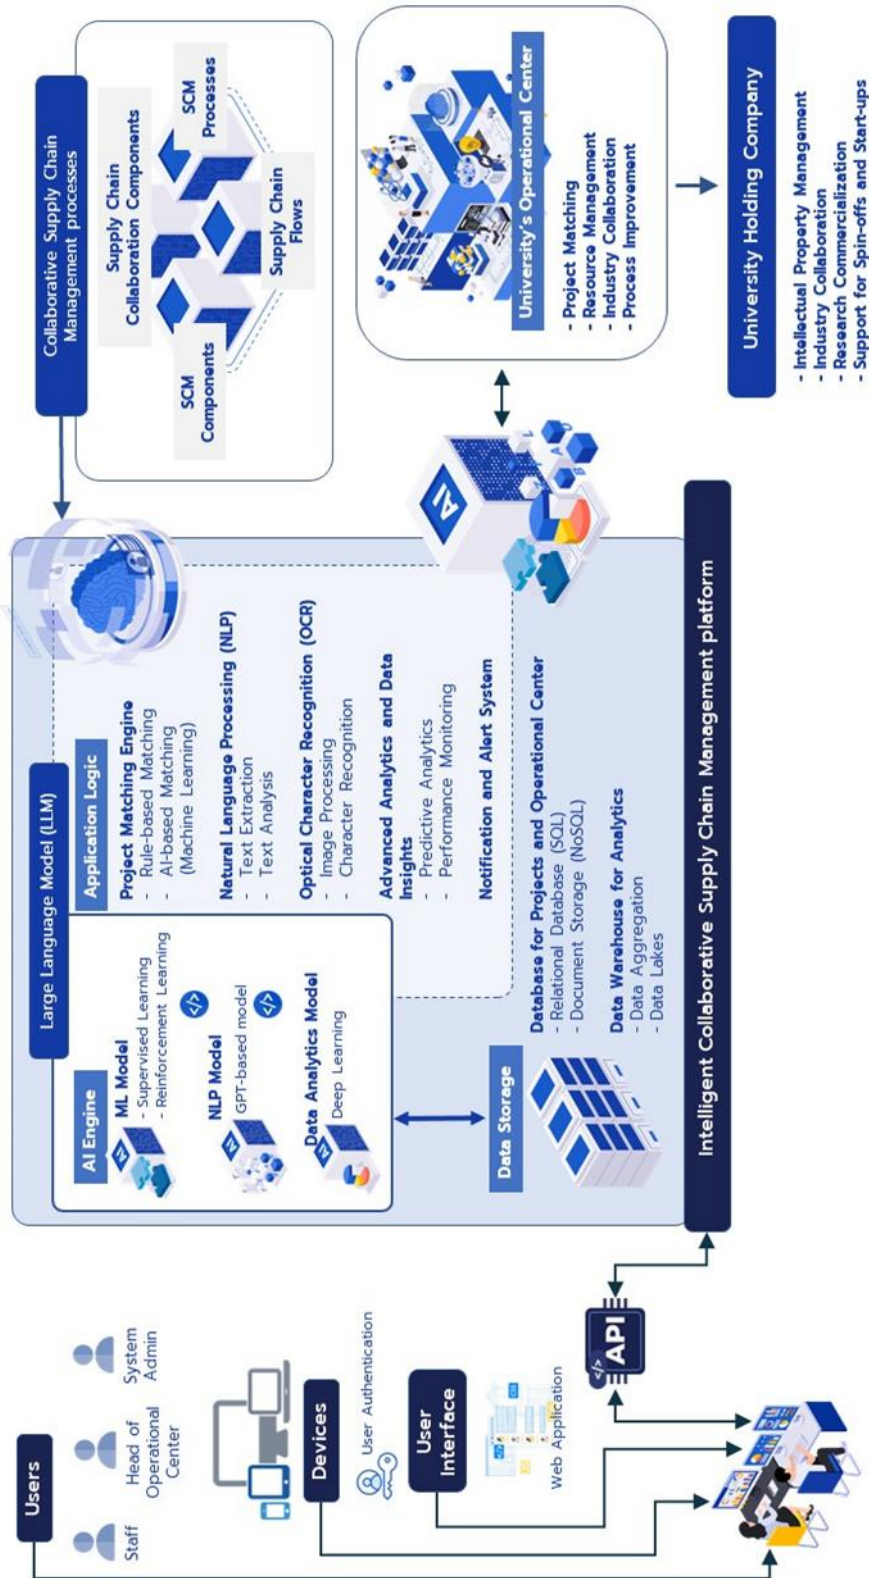 Users
Staff
Head of
Operational
Center
System
Admin
Devices
User Authentication
User
Interface
Web Application
</>
API
Large Language Model (LLM)
AI Engine
AI
ML Model
- Supervised Learning
- Reinforcement Learning
</>
AI
NLP Model
GPT-based model
</>
AI
Data Analytics Model
Deep Learning
Application Logic
Project Matching Engine
- Rule-based Matching
- AI-based Matching
(Machine Learning)
Natural Language Processing (NLP)
- Text Extraction
- Text Analysis
Optical Character Recognition (OCR)
- Image Processing
- Character Recognition
Advanced Analytics and Data
Insights
- Predictive Analytics
- Performance Monitoring
Notification and Alert System
Data Storage
Database for Projects and Operational Center
- Relational Database (SQL)
- Document Storage (NoSQL)
Data Warehouse for Analytics
- Data Aggregation
- Data Lakes
Intelligent Collaborative Supply Chain Management platform
AI
A
B
Collaborative Supply Chain
Management processes
Supply Chain
Collaboration Components
SCM
Components
SCM
Processes
Supply Chain
Flows
University's Operational Center
- Project Matching
- Resource Management
- Industry Collaboration
- Process Improvement
University Holding Company
- Intellectual Property Management
- Industry Collaboration
- Research Commercialization
- Support for Spin-offs and Start-ups